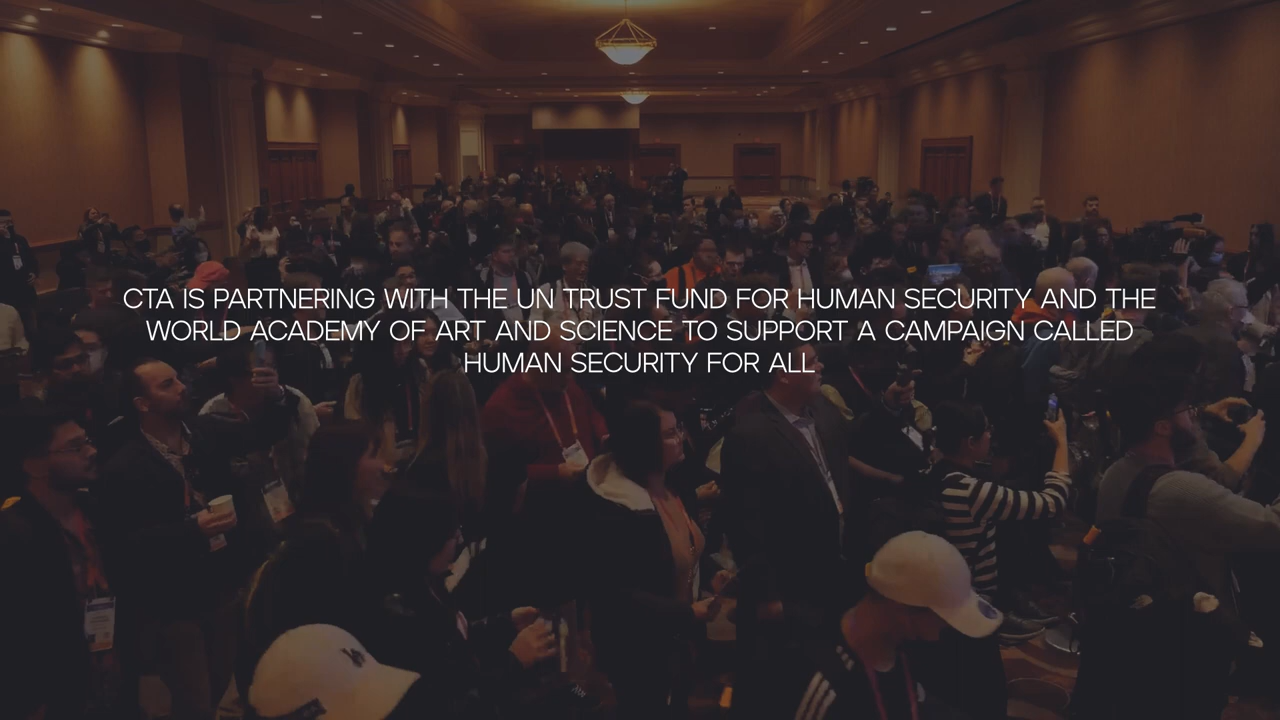 CTA IS PARTNERING WITH THE UN TRUST FUND FOR HUMAN SECURITY AND THE
WORLD ACADEMY OF ART AND SCIENCE TO SUPPORT A CAMPAIGN CALLED
HUMAN SECURITY FOR ALL